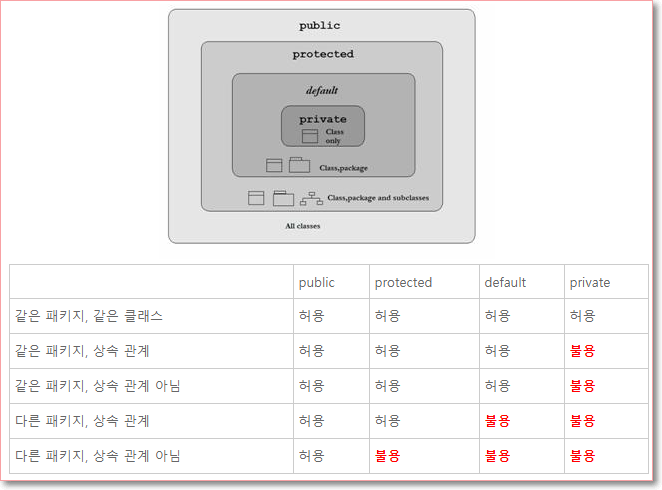 public
protected
default
private
Class
only
Class,package
Class,package and subclasses
All classes
public protected default private
같은 패키지, 같은 클래스 허용 허용 허용 허용
같은 패키지, 상속 관계 허용 허용 허용 불용
같은 패키지, 상속 관계 아님 허용 허용 허용 불용
다른 패키지, 상속 관계 허용 허용 불용 불용
다른 패키지, 상속 관계 아님 허용 불용 불용 불용